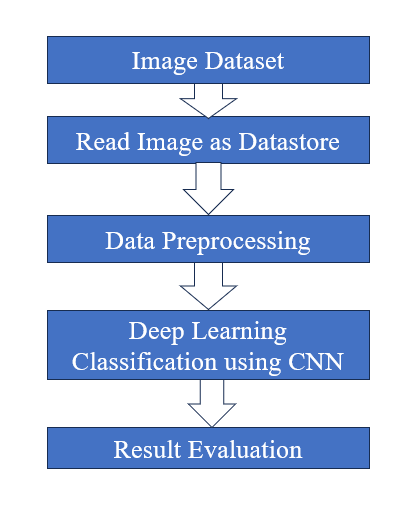 Image Dataset
Read Image as Datastore
Data Preprocessing
Deep Learning
Classification using CNN
Result Evaluation